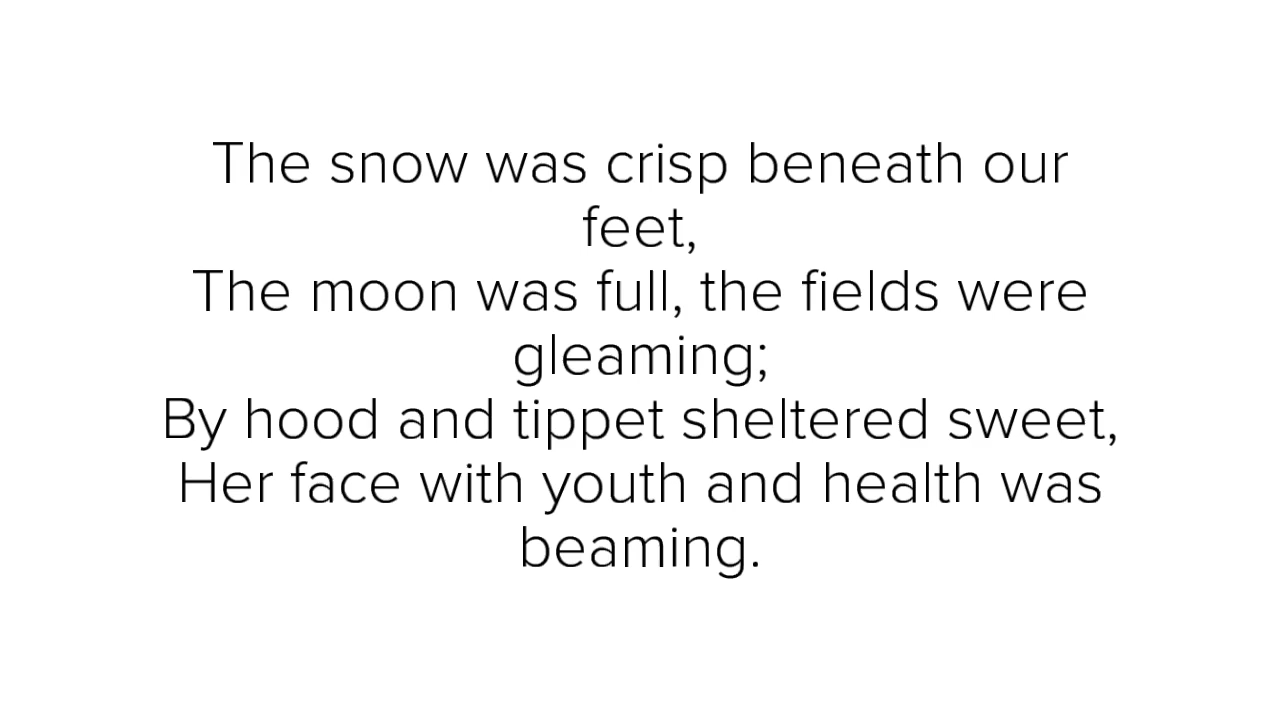 The snow was crisp beneath our
feet,
The moon was full, the fields were
gleaming;
By hood and tippet sheltered sweet,
Her face with youth and health was
beaming.